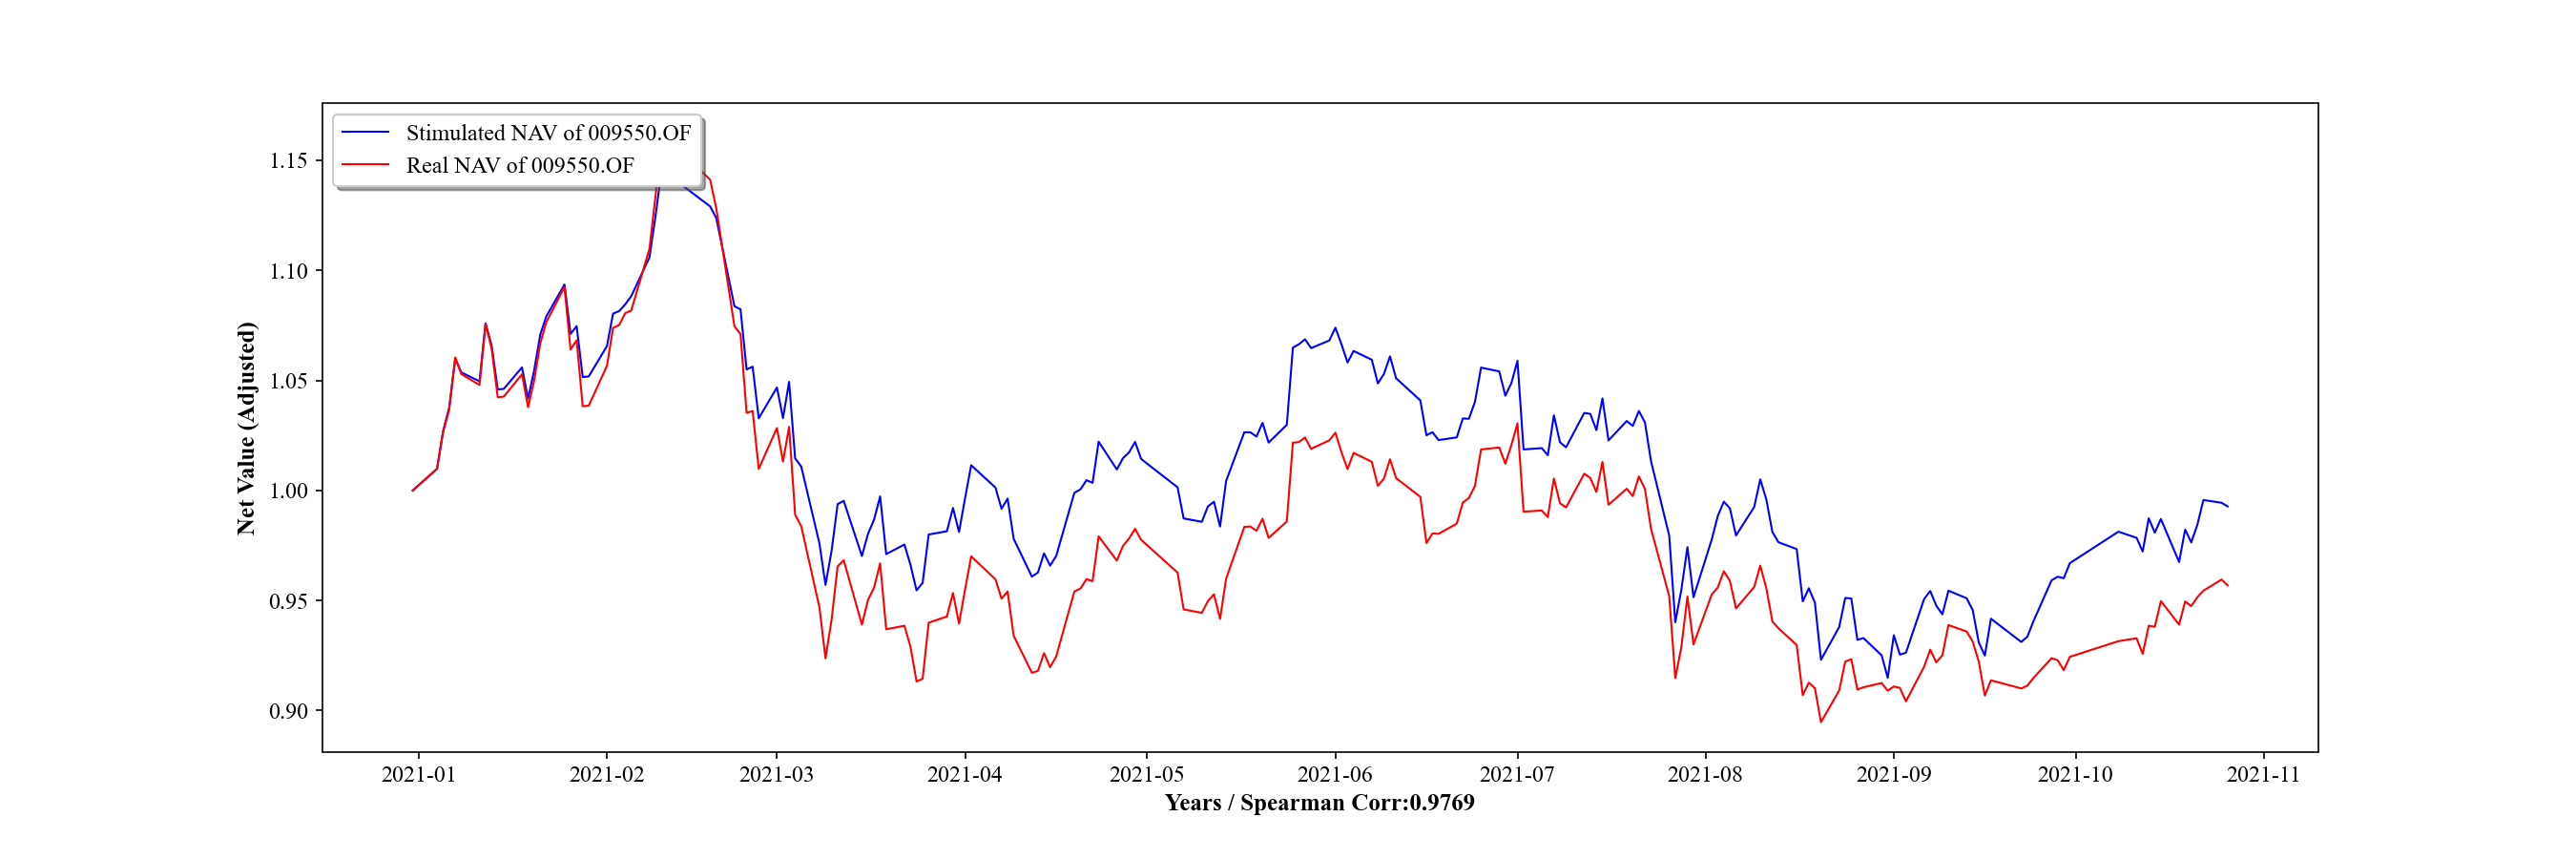 Stimulated NAV of 009550.OF
Real NAV of 009550.OF
1.15
1.10
1.05
1.00
0.95
0.90
Net Value (Adjusted)
2021-01 2021-02 2021-03 2021-04 2021-05 2021-06 2021-07 2021-08 2021-09 2021-10 2021-11
Years / Spearman Corr:0.9769